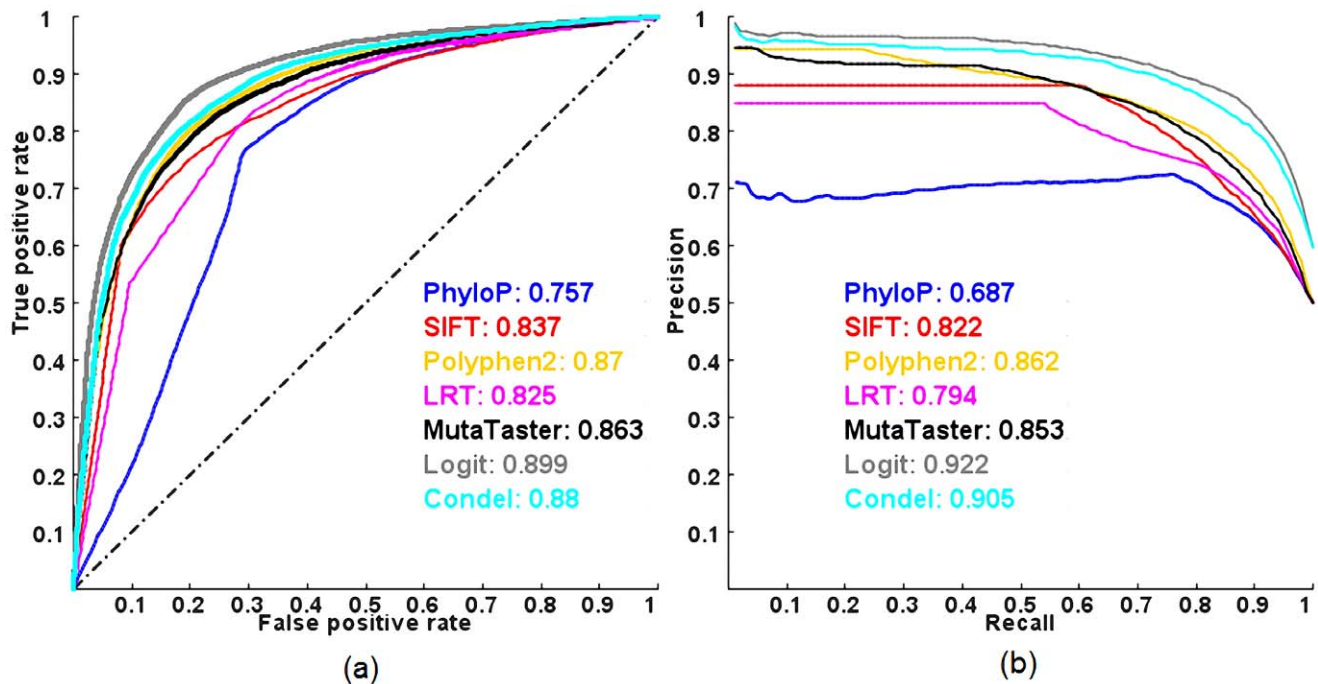 1
0.9
0.8
0.7
0.6
0.5
0.4
0.3
0.2
0.1
True positive rate
PhyloP: 0.757
SIFT: 0.837
Polyphen2: 0.87
LRT: 0.825
MutaTaster: 0.863
Logit: 0.899
Condel: 0.88
0.1 0.2 0.3 0.4 0.5 0.6 0.7 0.8 0.9 1
False positive rate
(a)
1
0.9
0.8
0.7
0.6
0.5
0.4
0.3
0.2
0.1
Precision
PhyloP: 0.687
SIFT: 0.822
Polyphen2: 0.862
LRT: 0.794
MutaTaster: 0.853
Logit: 0.922
Condel: 0.905
0.1 0.2 0.3 0.4 0.5 0.6 0.7 0.8 0.9 1
Recall
(b)